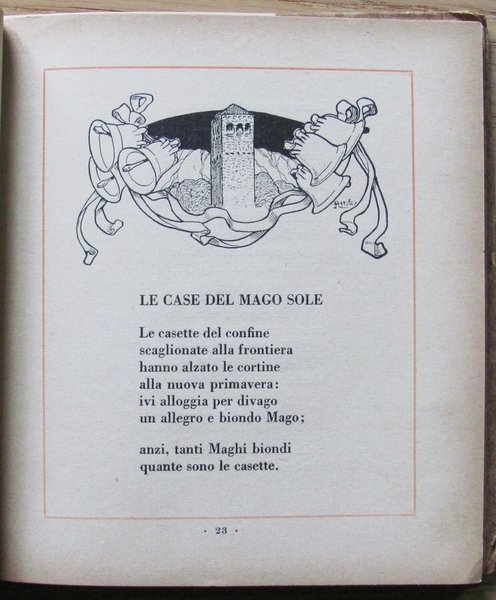 LE CASE DEL MAGO SOLE
Le casette del confine
scaglionate alla frontiera
hanno alzato le cortine
alla nuova primavera:
ivi alloggia per divago
un allegro e biondo Mago;
anzi, tanti Maghi biondi
quante sono le casette.
· 23 ·